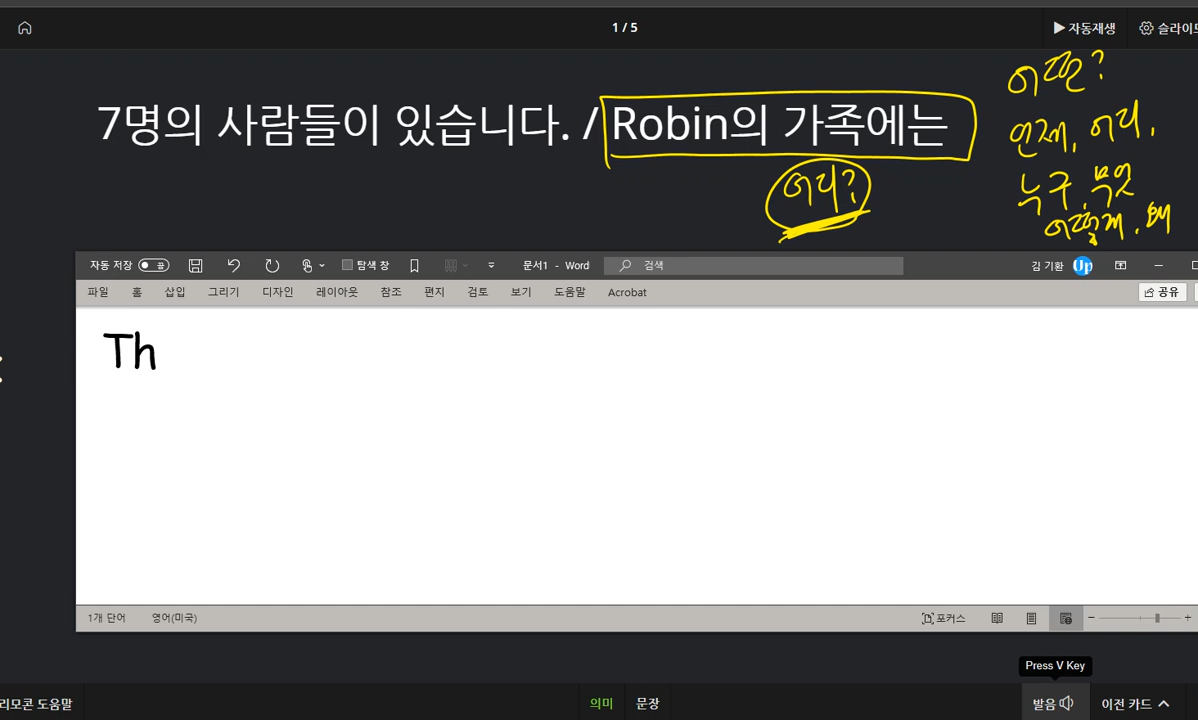 1 / 5
▶ 자동재생
슬라이드
7명의 사람들이 있습니다. / Robin의 가족에는
어떤?
언제, 어디,
누구, 무엇
어떻게, 왜
어디?
자동 저장 끔
탐색 창
문서1 - Word
검색
김 기환
Up
파일 홈 삽입 그리기 디자인 레이아웃 참조 편지 검토 보기 도움말 Acrobat
공유
Th
1개 단어 영어(미국)
포커스
Press V Key
리모콘 도움말
의미 문장
발음 이전 카드